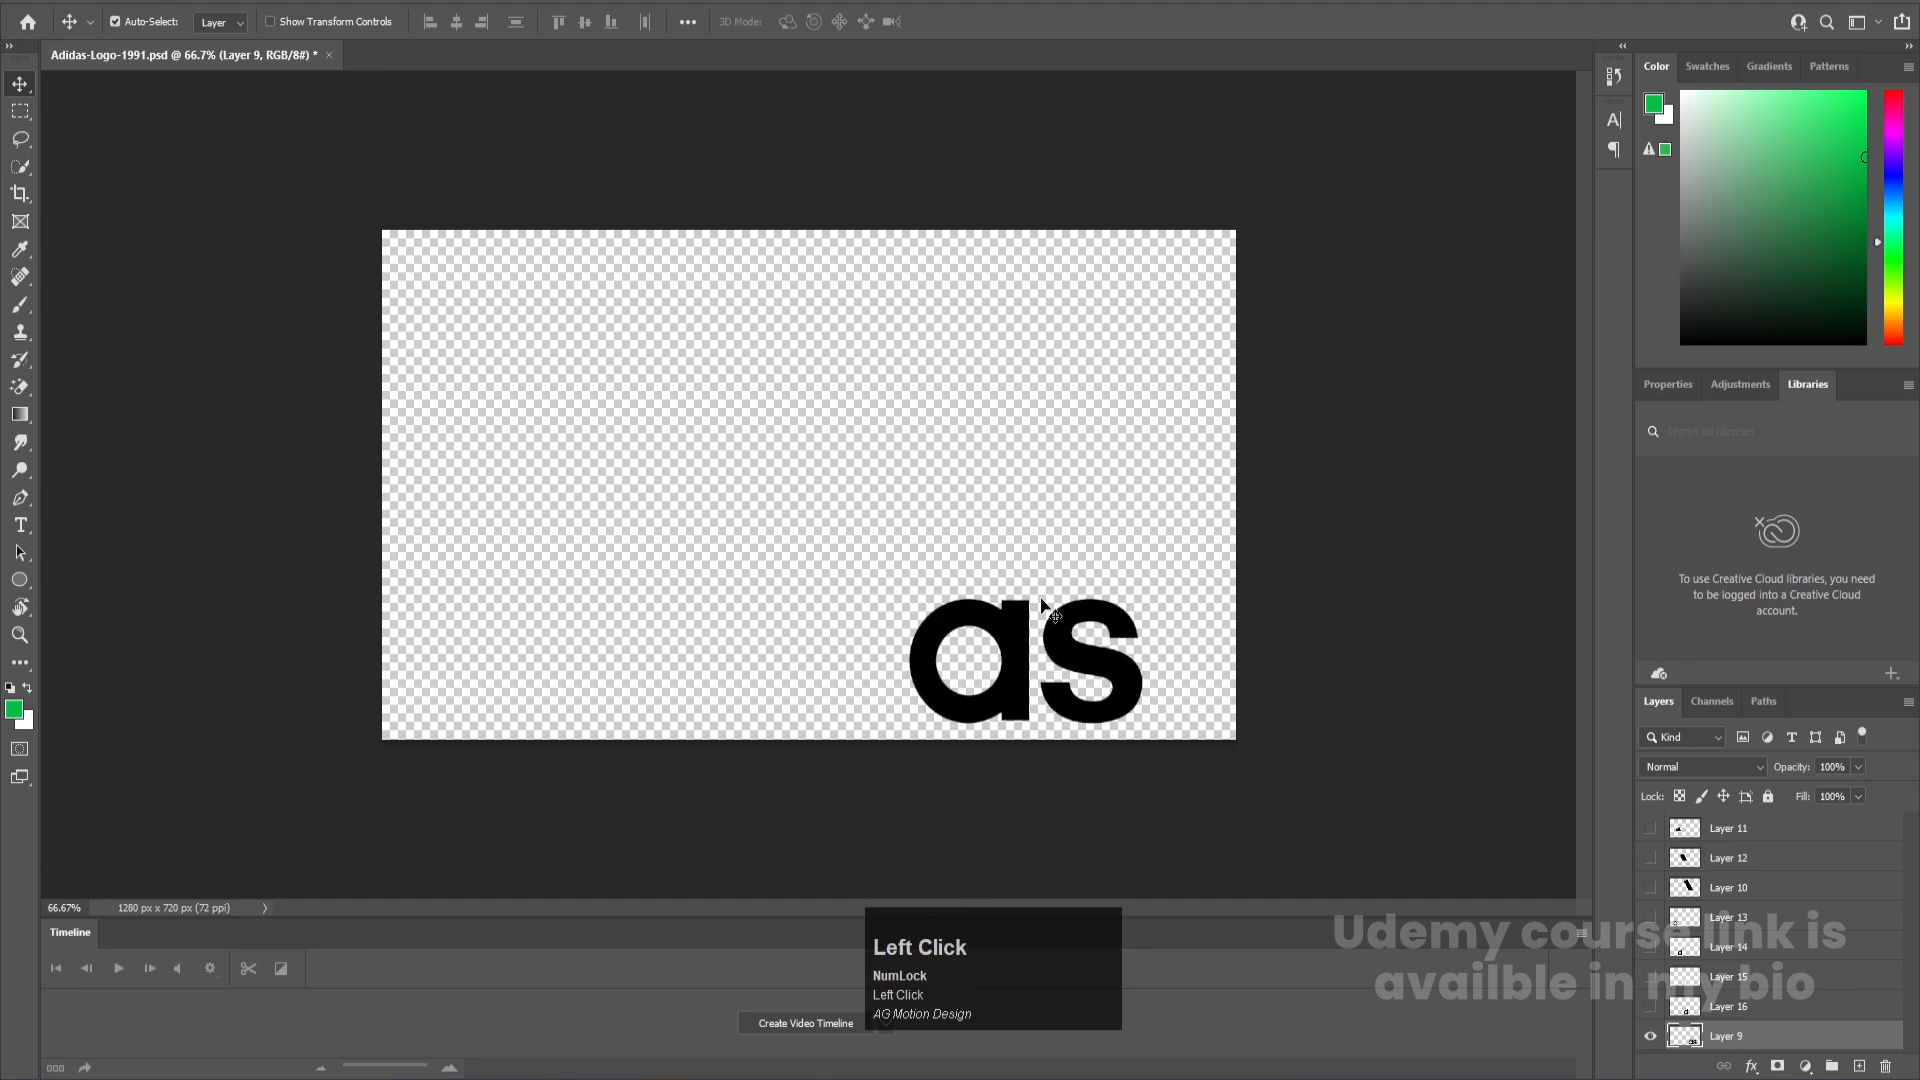 Auto-Select:
Layer
Show Transform Controls
3D Mode:
Adidas-Logo-1991.psd @ 66.7% (Layer 9, RGB/8#) *
Color
Swatches
Gradients
Patterns
Properties
Adjustments
Libraries
Search all libraries
To use Creative Cloud libraries, you need
to be logged into a Creative Cloud
account.
as
Layers
Channels
Paths
Kind
Normal
Opacity: 100%
Lock:
Fill: 100%
Layer 11
Layer 12
Layer 10
Layer 13
Layer 14
Layer 15
Layer 16
Layer 9
66.67%
1280 px x 720 px (72 ppi)
Timeline
Create Video Timeline
Left Click
NumLock
Left Click
AG Motion Design
Udemy course link is
availble in my bio